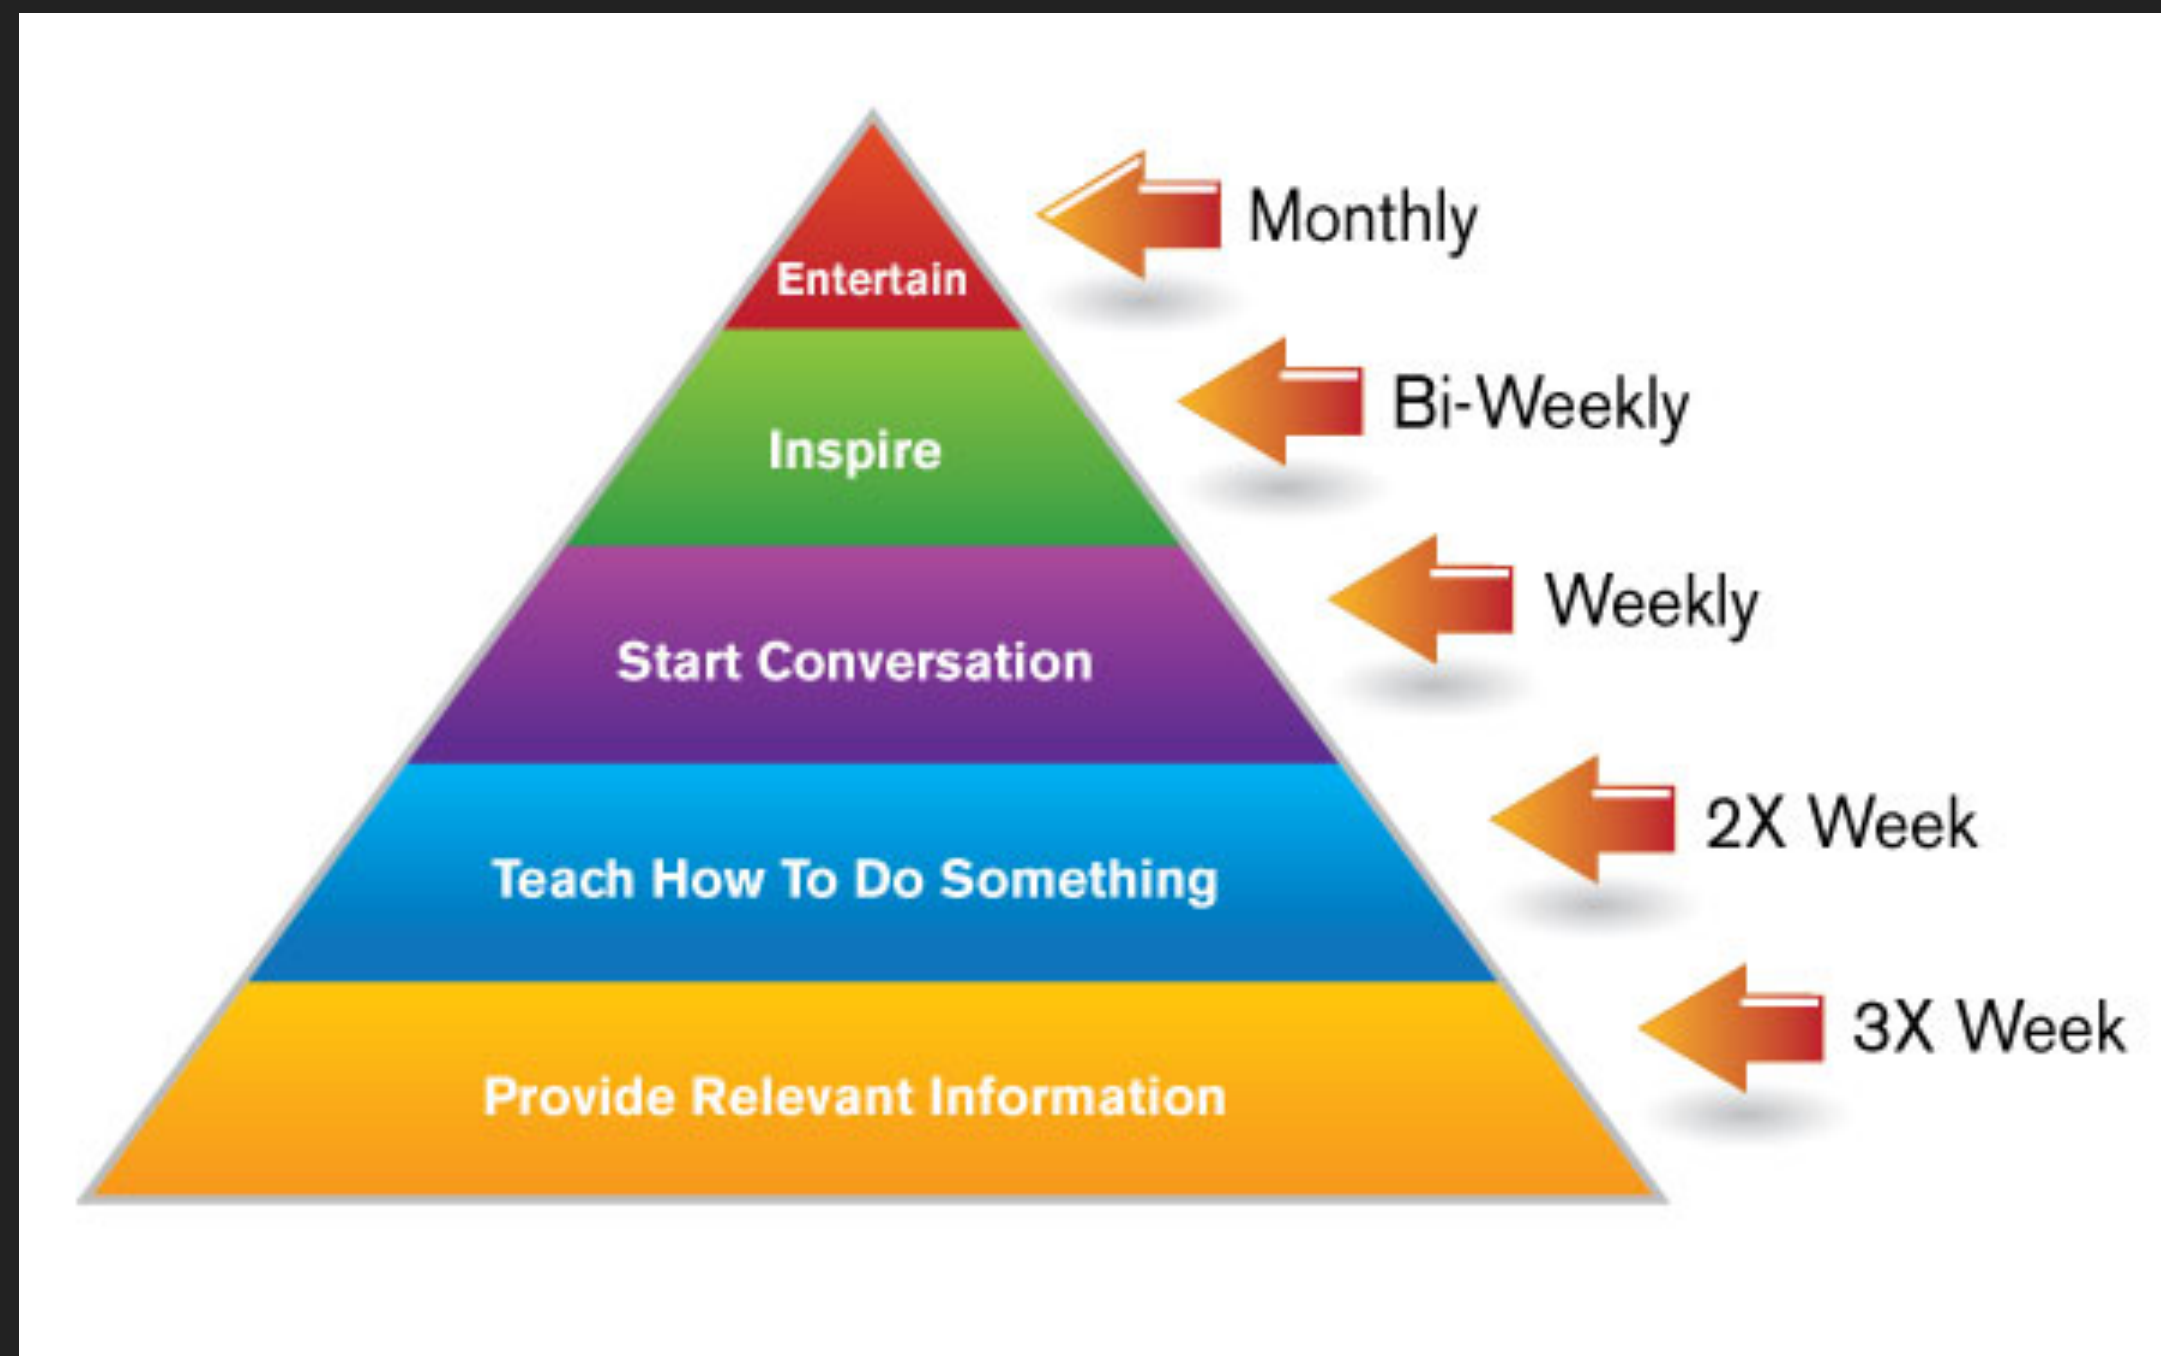 Monthly
Entertain
Bi-Weekly
Inspire
Weekly
Start Conversation
2X Week
Teach How To Do Something
3X Week
Provide Relevant Information